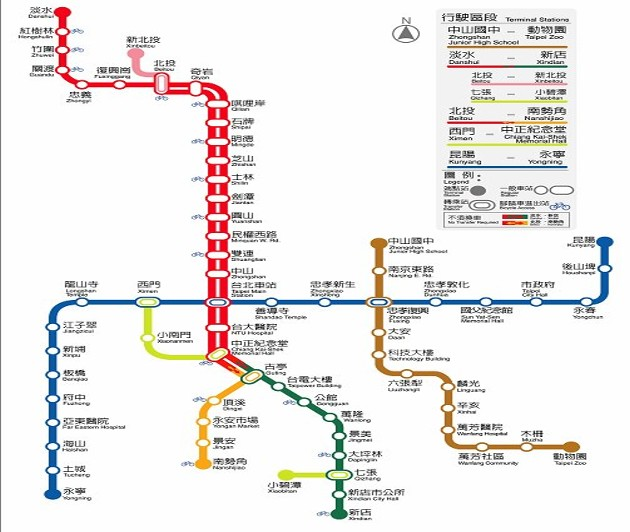 淡水
Danshui
紅樹林
Hongshulin
竹圍
Zhuwei
關渡
Guandu
忠義
Zhongyi
復興崗
Fuxinggang
新北投
Xinbeitou
北投
Beitou
奇岩
Qiyan
唭哩岸
Qilian
石牌
Shipai
明德
Mingde
芝山
Zhishan
士林
Shilin
劍潭
Jiantan
圓山
Yuanshan
民權西路
Minquan W. Rd.
雙連
Shuanglian
中山
Zhongshan
台北車站
Taipei Main
Station
台大醫院
NTU Hospital
中正紀念堂
Chiang Kai-Shek
Memorial Hall
古亭
Guting
台電大樓
Taipower Building
公館
Gongguan
萬隆
Wanlong
景美
Jingmei
大坪林
Dapinglin
七張
Qizhang
新店市公所
Xindian City Hall
新店
Xindian
小碧潭
Xiaobitan
頂溪
Dingxi
永安市場
Yongan Market
景安
Jingan
南勢角
Nanshijiao
龍山寺
Longshan
Temple
西門
Ximen
小南門
Xiaonanmen
江子翠
Jiangzicui
新埔
Xinpu
板橋
Banqiao
府中
Fuzhong
亞東醫院
Far Eastern Hospital
海山
Haishan
土城
Tucheng
永寧
Yongning
善導寺
Shandao Temple
忠孝新生
Zhongxiao
Xinsheng
忠孝復興
Zhongxiao
Fuxing
忠孝敦化
Zhongxiao
Dunhua
國父紀念館
Sun Yat-Sen
Memorial Hall
市政府
Taipei
City Hall
永春
Yongchun
後山埤
Houshanpi
昆陽
Kunyang
中山國中
Zhongshan
Junior High School
南京東路
Nanjing E. Rd.
大安
Daan
科技大樓
Technology Building
六張犁
Liuzhangli
麟光
Linguang
辛亥
Xinhai
萬芳醫院
Wanfang Hospital
萬芳社區
Wanfang Community
木柵
Muzha
動物園
Taipei Zoo
N
行駛區段 Terminal Stations
中山國中 – 動物園
Zhongshan Taipei Zoo
Junior High School
淡水 – 新店
Danshui Xindian
北投 – 新北投
Beitou Xinbeitou
七張 – 小碧潭
Qizhang Xiaobitan
北投 – 南勢角
Beitou Nanshijiao
西門 – 中正紀念堂
Ximen Chiang Kai-Shek
Memorial Hall
昆陽 – 永寧
Kunyang Yongning
圖 例:
Legend
端點站
Terminal
Station
一般車站
Regular
Station
轉乘站
Transfer
Station
腳踏車進出站
Bicycle Access
不須換車
No Transfer Required